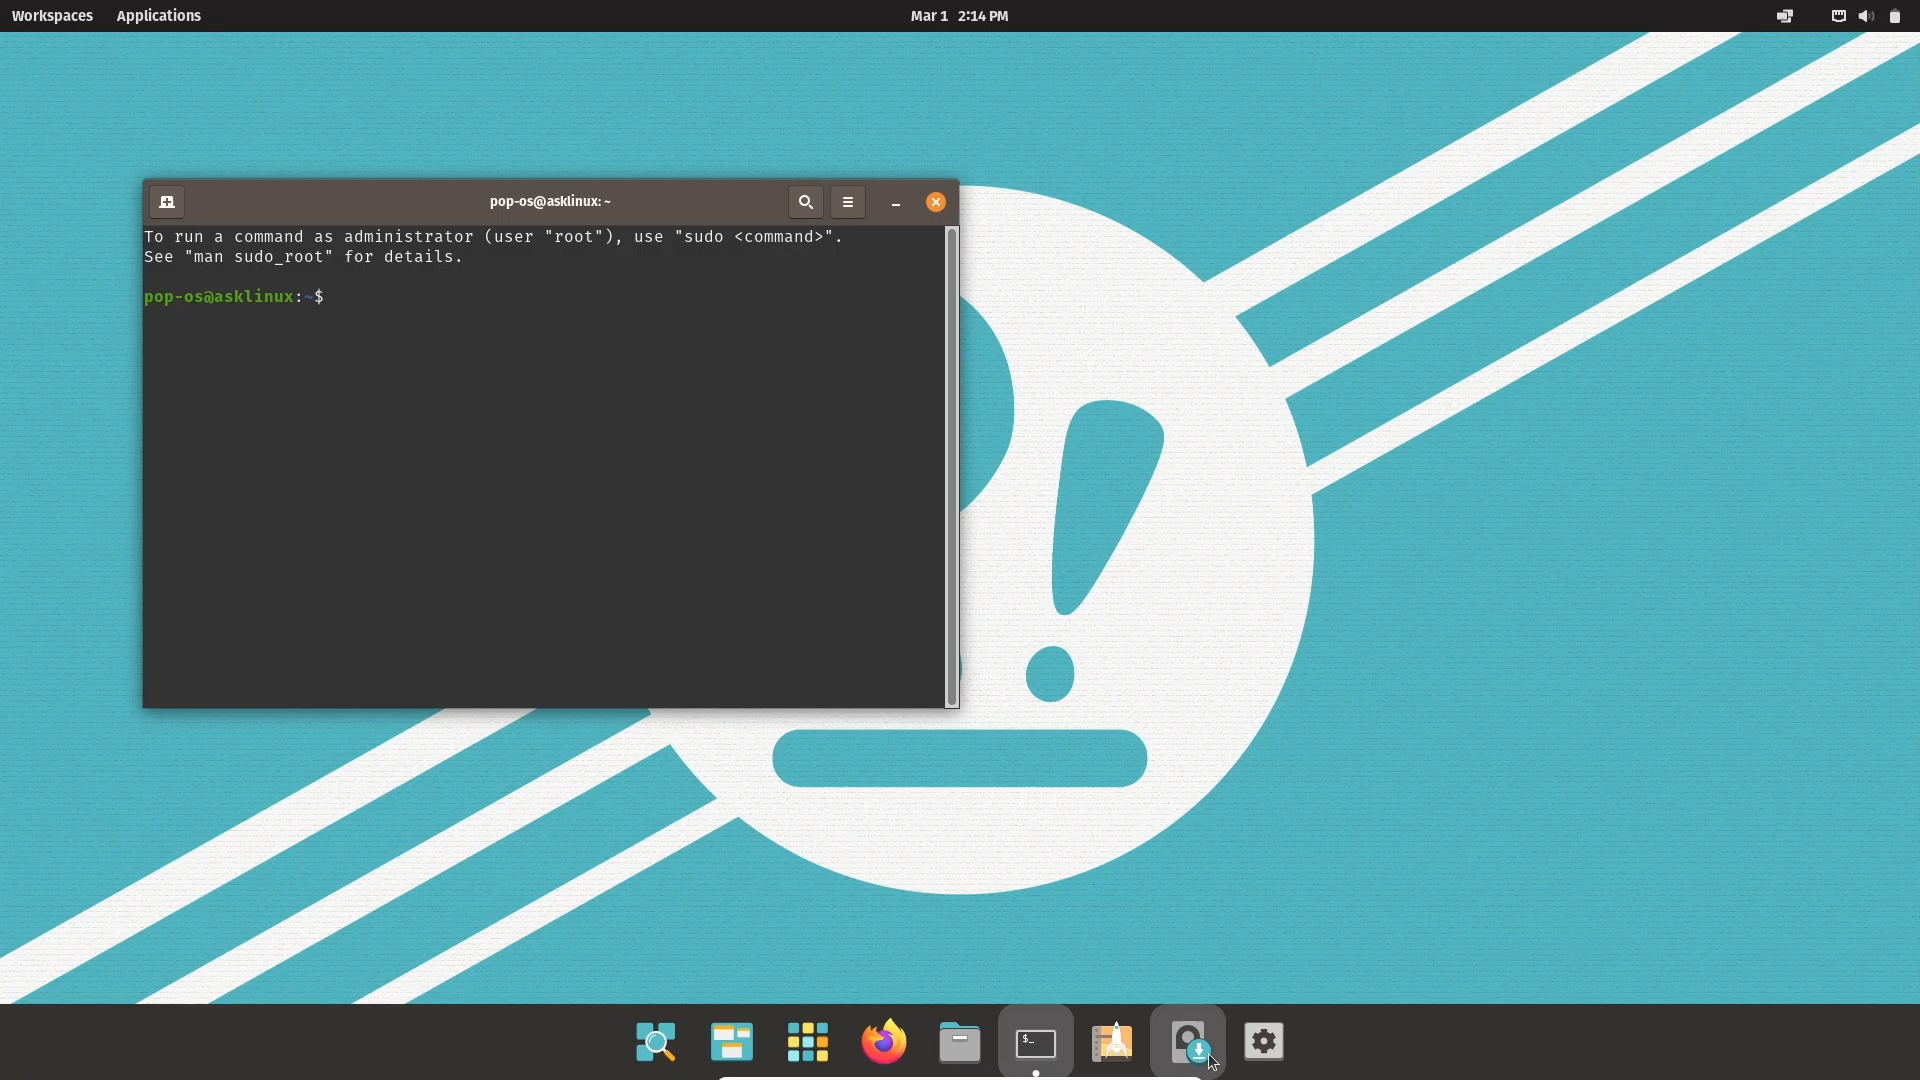 Workspaces Applications Mar 1 2:14 PM
pop-os@asklinux: ~
To run a command as administrator (user "root"), use "sudo <command>".
See "man sudo_root" for details.
pop-os@asklinux:~$
$_